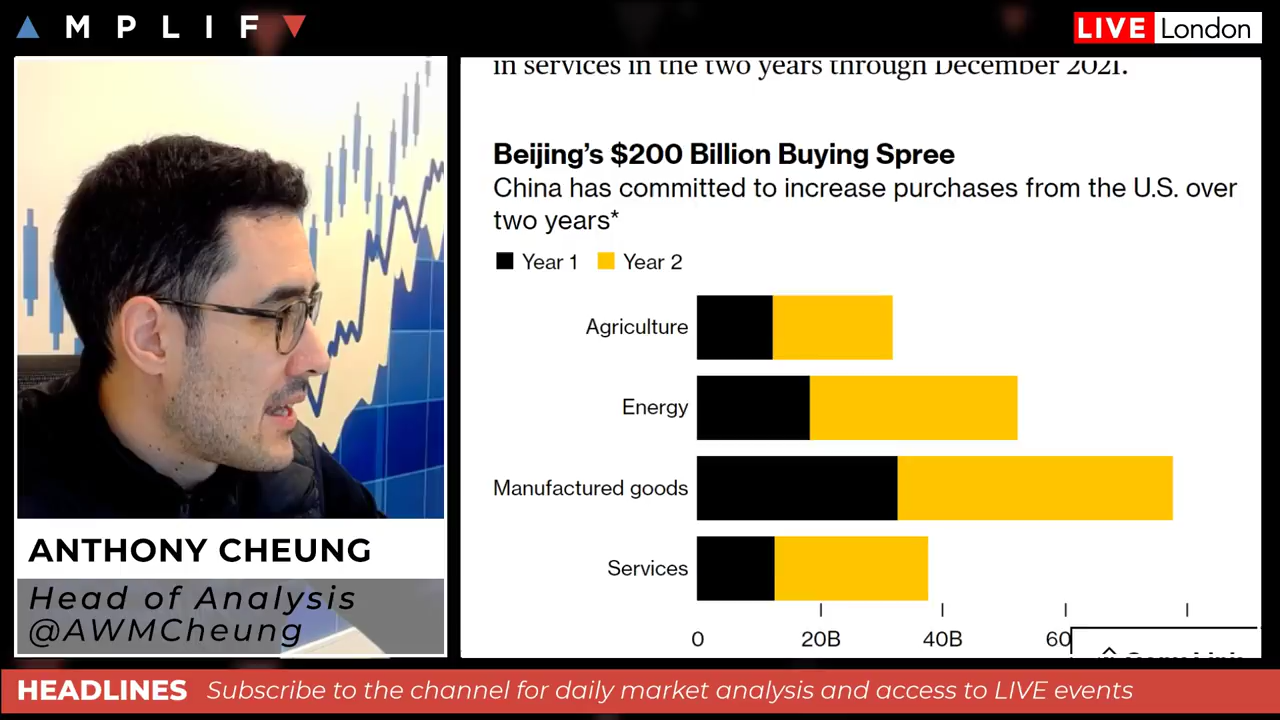 AMPLIFY
LIVE London
in services in the two years through December 2021.
Beijing's $200 Billion Buying Spree
China has committed to increase purchases from the U.S. over
two years*
Year 1 Year 2
Agriculture
Energy
Manufactured goods
Services
0 20B 40B 60
ANTHONY CHEUNG
Head of Analysis
@AWMCheung
HEADLINES Subscribe to the channel for daily market analysis and access to LIVE events